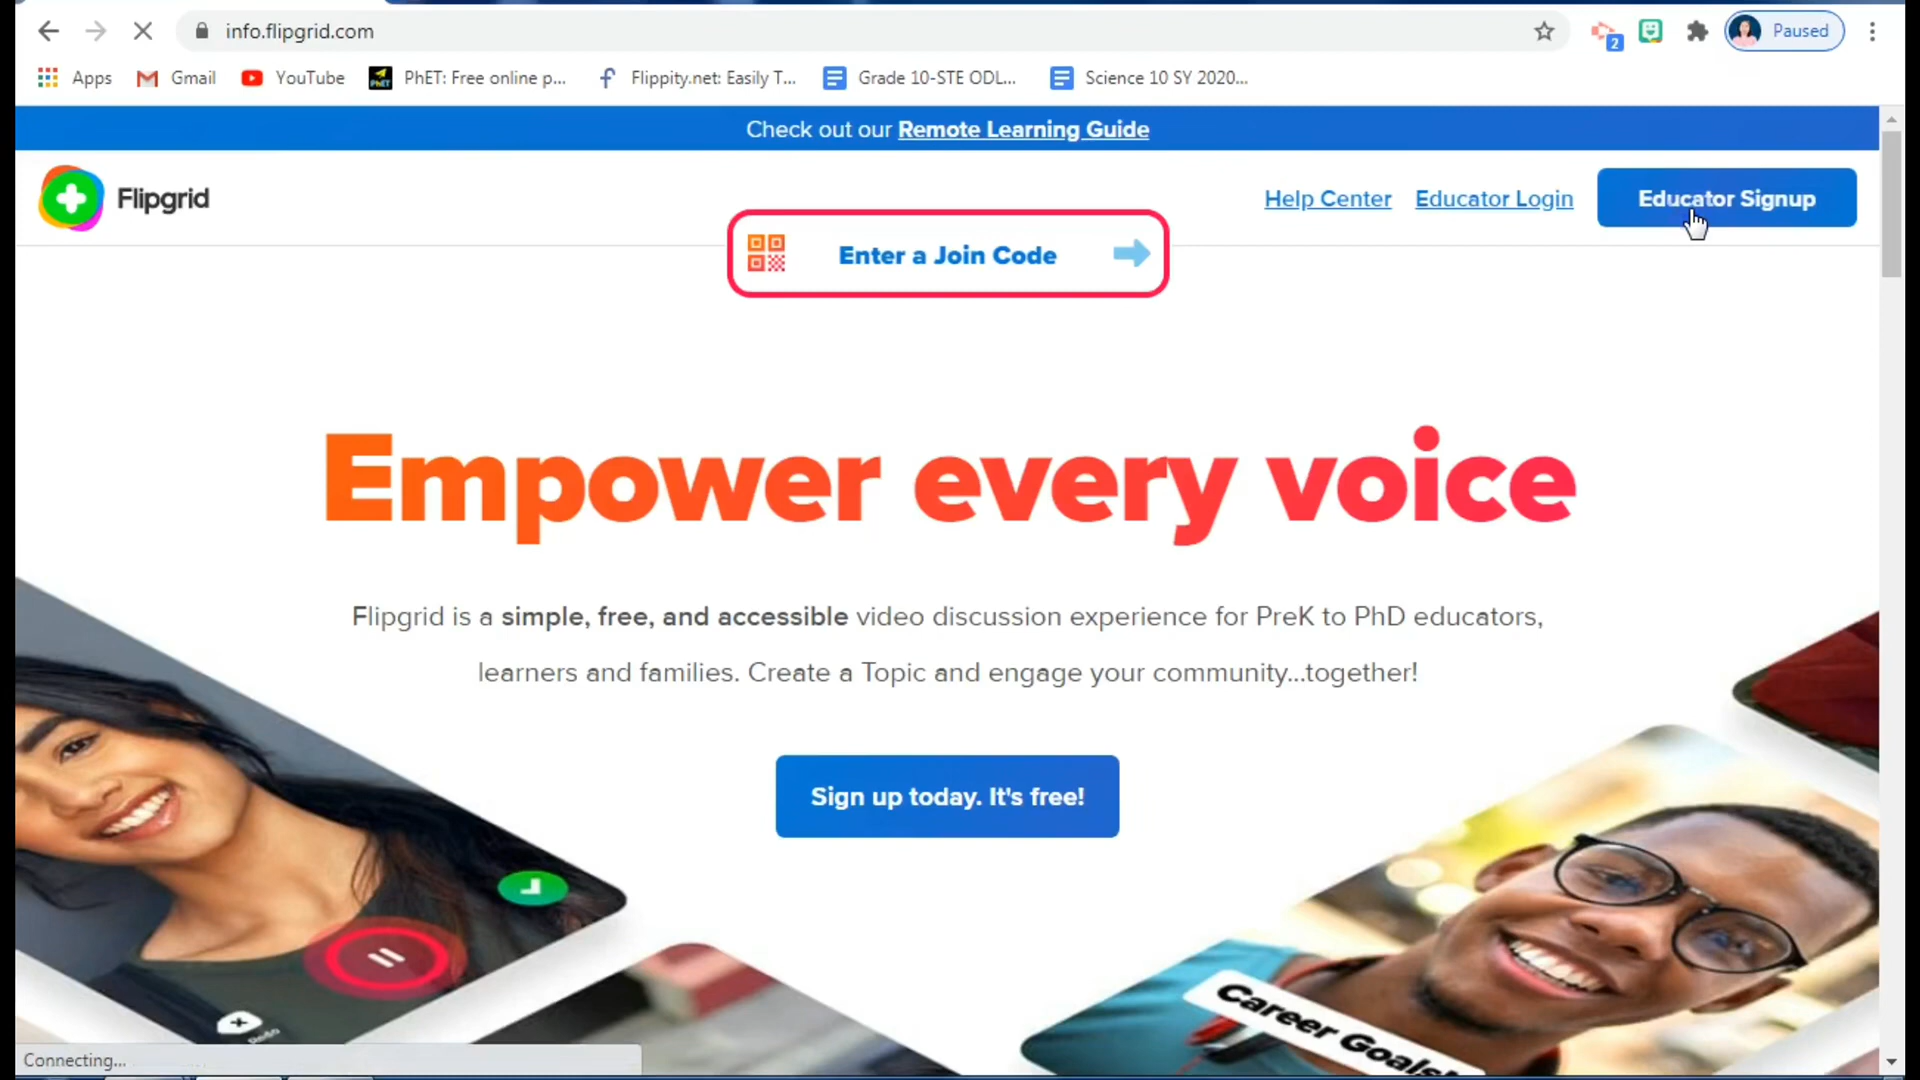 info.flipgrid.com
2
Paused
Apps
Gmail
YouTube
PhET: Free online p...
Flippity.net: Easily T...
Grade 10-STE ODL...
Science 10 SY 2020...
Check out our Remote Learning Guide
Flipgrid
Help Center
Educator Login
Educator Signup
Enter a Join Code
Empower every voice
Flipgrid is a simple, free, and accessible video discussion experience for PreK to PhD educators,
learners and families. Create a Topic and engage your community...together!
Sign up today. It's free!
Career Goals!
Connecting...